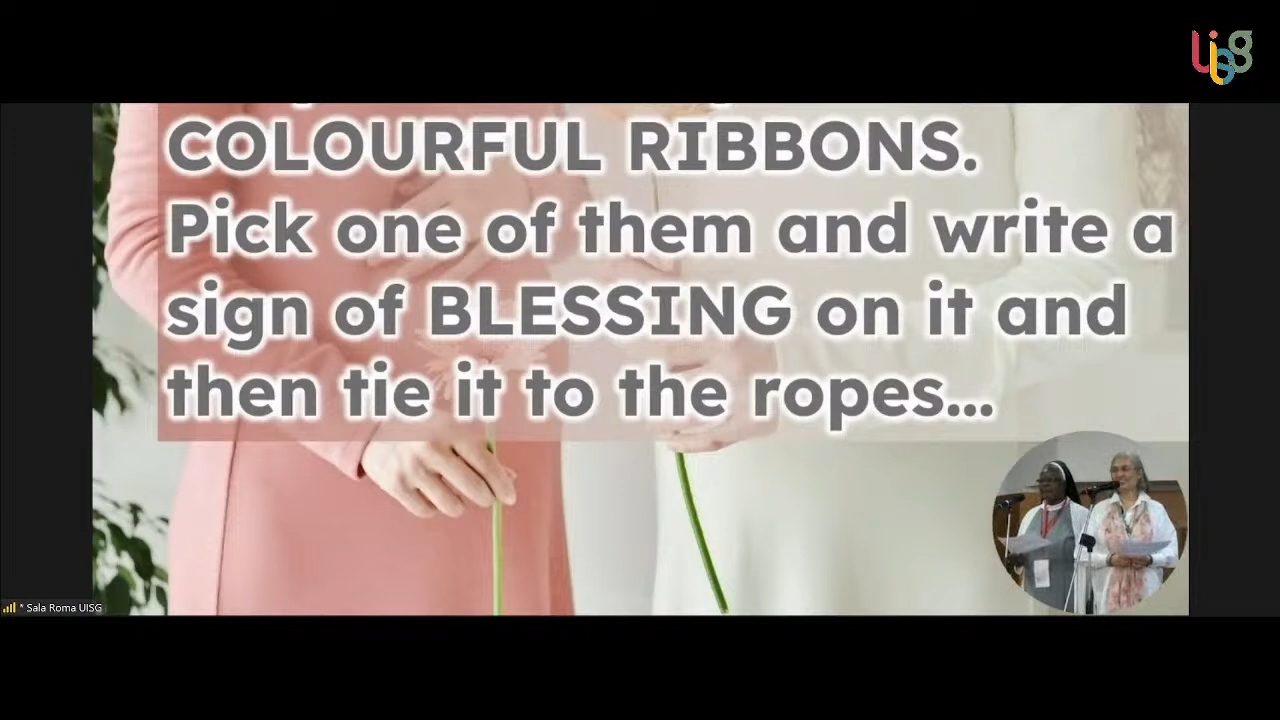 uisg
COLOURFUL RIBBONS.
Pick one of them and write a
sign of BLESSING on it and
then tie it to the ropes...
* Sala Roma UISG